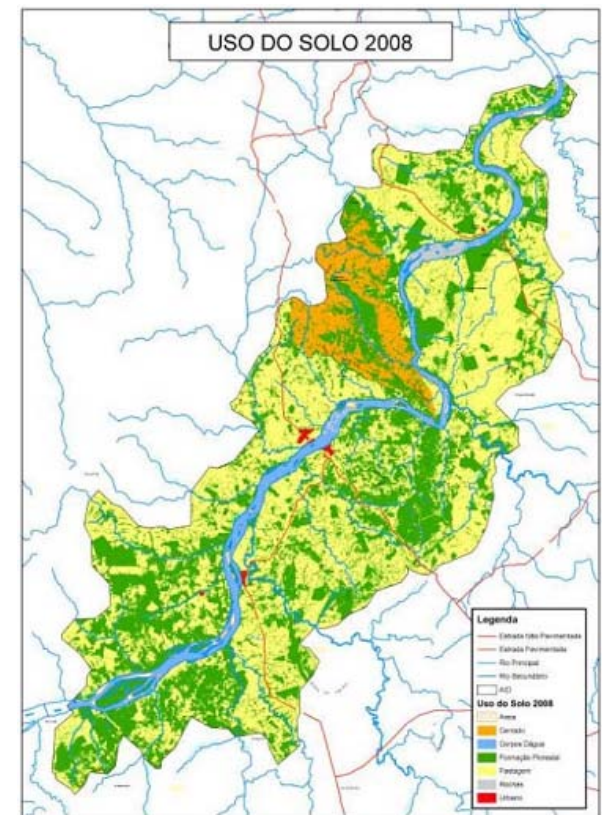 USO DO SOLO 2008
Legenda
Estrada Não Pavimentada
Estrada Pavimentada
Rio Principal
Rio Secundário
Uso do Solo 2008
Areia
Cerrado
Corpos D'água
Formação Florestal
Pastagem
Rochas
Urbano